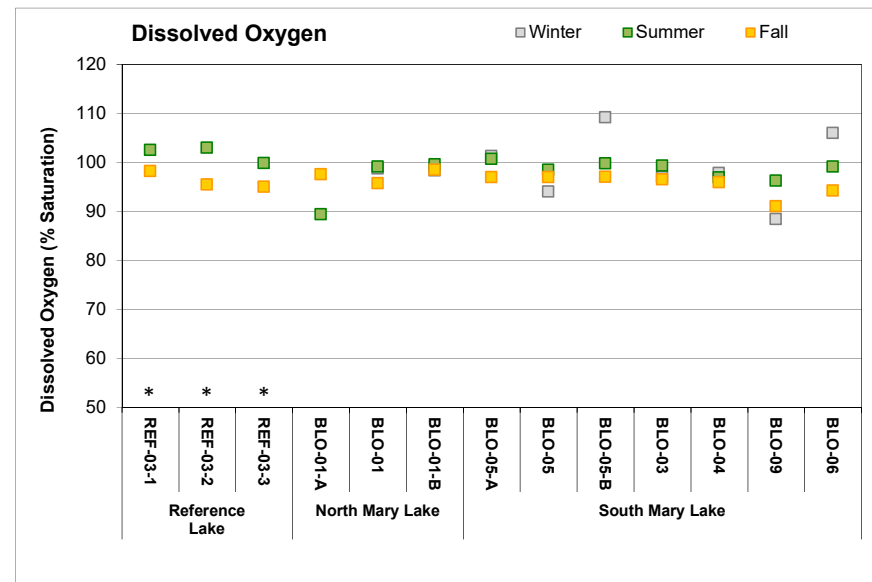 Dissolved Oxygen
Winter
Summer
Fall
Dissolved Oxygen (% Saturation)
120
110
100
90
80
70
60
50
* * *
REF-03-1
REF-03-2
REF-03-3
BLO-01-A
BLO-01
BLO-01-B
BLO-05-A
BLO-05
BLO-05-B
BLO-03
BLO-04
BLO-09
BLO-06
Reference
Lake
North Mary Lake
South Mary Lake